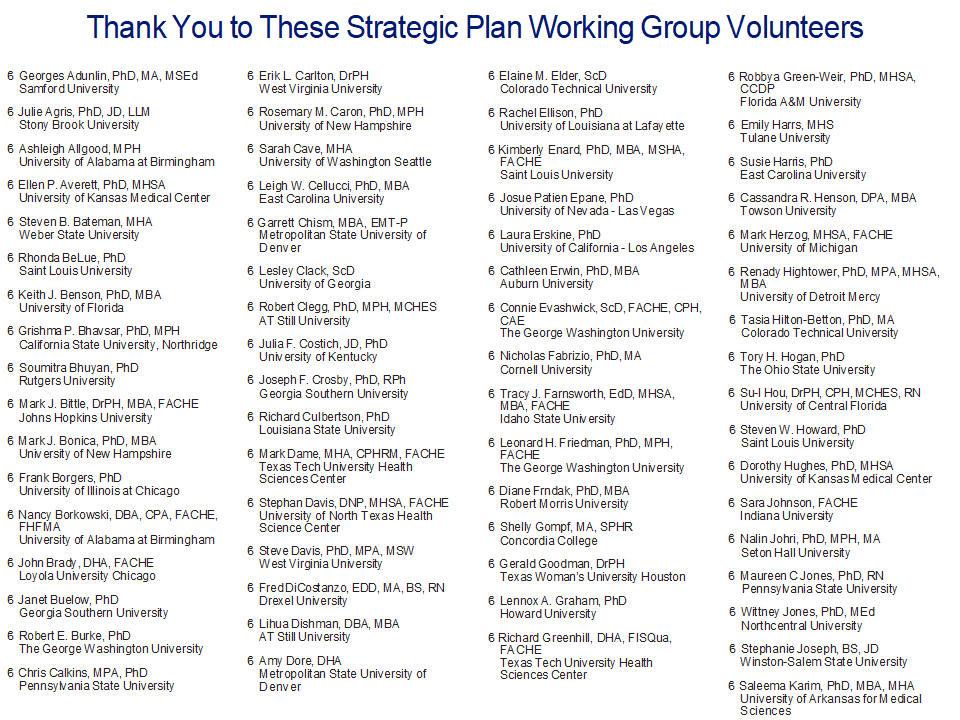 Thank You to These Strategic Plan Working Group Volunteers
6 Georges Adunlin, PhD, MA, MSEd
Samford University
6 Julie Agris, PhD, JD, LLM
Stony Brook University
6 Ashleigh Allgood, MPH
University of Alabama at Birmingham
6 Ellen P. Averett, PhD, MHSA
University of Kansas Medical Center
6 Steven B. Bateman, MHA
Weber State University
6 Rhonda BeLue, PhD
Saint Louis University
6 Keith J. Benson, PhD, MBA
University of Florida
6 Grishma P. Bhavsar, PhD, MPH
California State University, Northridge
6 Soumitra Bhuyan, PhD
Rutgers University
6 Mark J. Bittle, DrPH, MBA, FACHE
Johns Hopkins University
6 Mark J. Bonica, PhD, MBA
University of New Hampshire
6 Frank Borgers, PhD
University of Illinois at Chicago
6 Nancy Borkowski, DBA, CPA, FACHE,
FHFMA
University of Alabama at Birmingham
6 John Brady, DHA, FACHE
Loyola University Chicago
6 Janet Buelow, PhD
Georgia Southern University
6 Robert E. Burke, PhD
The George Washington University
6 Chris Calkins, MPA, PhD
Pennsylvania State University
6 Erik L. Carlton, DrPH
West Virginia University
6 Rosemary M. Caron, PhD, MPH
University of New Hampshire
6 Sarah Cave, MHA
University of Washington Seattle
6 Leigh W. Cellucci, PhD, MBA
East Carolina University
6 Garrett Chism, MBA, EMT-P
Metropolitan State University of
Denver
6 Lesley Clack, ScD
University of Georgia
6 Robert Clegg, PhD, MPH, MCHES
AT Still University
6 Julia F. Costich, JD, PhD
University of Kentucky
6 Joseph F. Crosby, PhD, RPh
Georgia Southern University
6 Richard Culbertson, PhD
Louisiana State University
6 Mark Dame, MHA, CPHRM, FACHE
Texas Tech University Health
Sciences Center
6 Stephan Davis, DNP, MHSA, FACHE
University of North Texas Health
Science Center
6 Steve Davis, PhD, MPA, MSW
West Virginia University
6 Fred DiCostanzo, EDD, MA, BS, RN
Drexel University
6 Lihua Dishman, DBA, MBA
AT Still University
6 Amy Dore, DHA
Metropolitan State University of
Denver
6 Elaine M. Elder, ScD
Colorado Technical University
6 Rachel Ellison, PhD
University of Louisiana at Lafayette
6 Kimberly Enard, PhD, MBA, MSHA,
FACHE
Saint Louis University
6 Josue Patien Epane, PhD
University of Nevada - Las Vegas
6 Laura Erskine, PhD
University of California - Los Angeles
6 Cathleen Erwin, PhD, MBA
Auburn University
6 Connie Evashwick, ScD, FACHE, CPH,
CAE
The George Washington University
6 Nicholas Fabrizio, PhD, MA
Cornell University
6 Tracy J. Farnsworth, EdD, MHSA,
MBA, FACHE
Idaho State University
6 Leonard H. Friedman, PhD, MPH,
FACHE
The George Washington University
6 Diane Frndak, PhD, MBA
Robert Morris University
6 Shelly Gompf, MA, SPHR
Concordia College
6 Gerald Goodman, DrPH
Texas Woman's University Houston
6 Lennox A. Graham, PhD
Howard University
6 Richard Greenhill, DHA, FISQua,
FACHE
Texas Tech University Health
Sciences Center
6 Robbya Green-Weir, PhD, MHSA,
CCDP
Florida A&M University
6 Emily Harrs, MHS
Tulane University
6 Susie Harris, PhD
East Carolina University
6 Cassandra R. Henson, DPA, MBA
Towson University
6 Mark Herzog, MHSA, FACHE
University of Michigan
6 Renady Hightower, PhD, MPA, MHSA,
MBA
University of Detroit Mercy
6 Tasia Hilton-Betton, PhD, MA
Colorado Technical University
6 Tory H. Hogan, PhD
The Ohio State University
6 Su-I Hou, DrPH, CPH, MCHES, RN
University of Central Florida
6 Steven W. Howard, PhD
Saint Louis University
6 Dorothy Hughes, PhD, MHSA
University of Kansas Medical Center
6 Sara Johnson, FACHE
Indiana University
6 Nalin Johri, PhD, MPH, MA
Seton Hall University
6 Maureen C Jones, PhD, RN
Pennsylvania State University
6 Wittney Jones, PhD, MEd
Northcentral University
6 Stephanie Joseph, BS, JD
Winston-Salem State University
6 Saleema Karim, PhD, MBA, MHA
University of Arkansas for Medical
Sciences